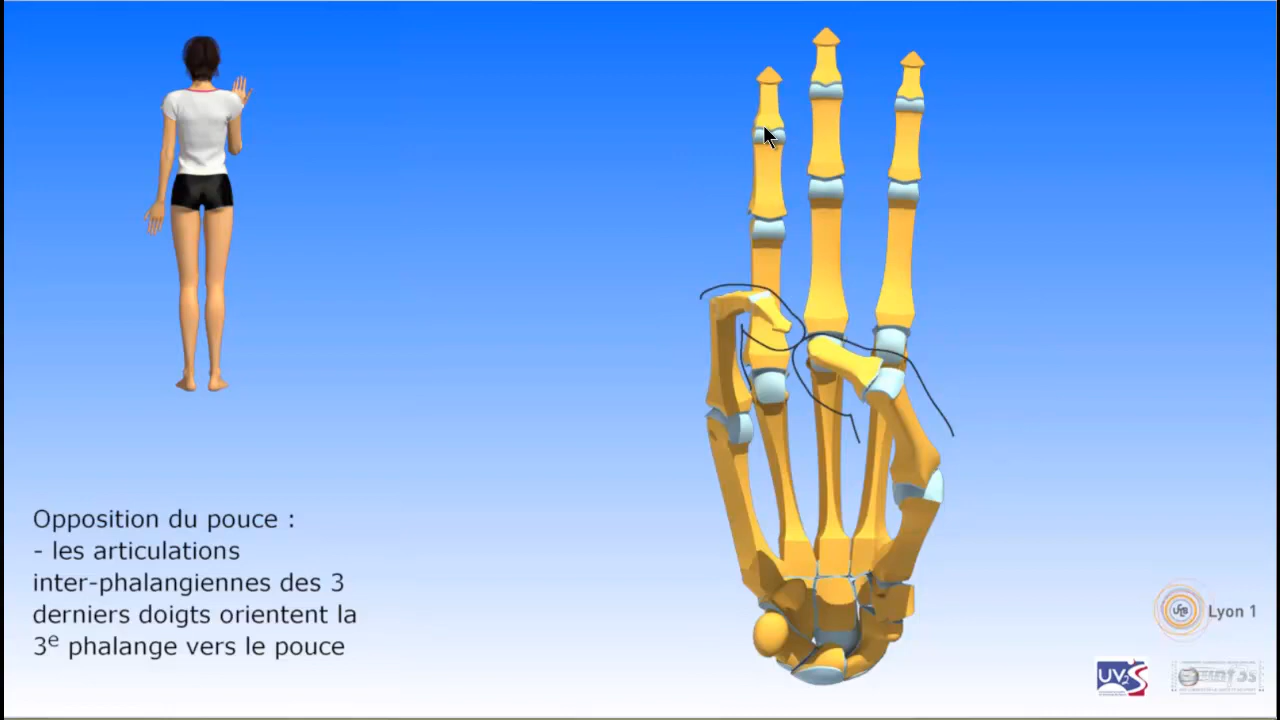 Opposition du pouce :
- les articulations
inter-phalangiennes des 3
derniers doigts orientent la
3e phalange vers le pouce
Lyon 1
UV2S